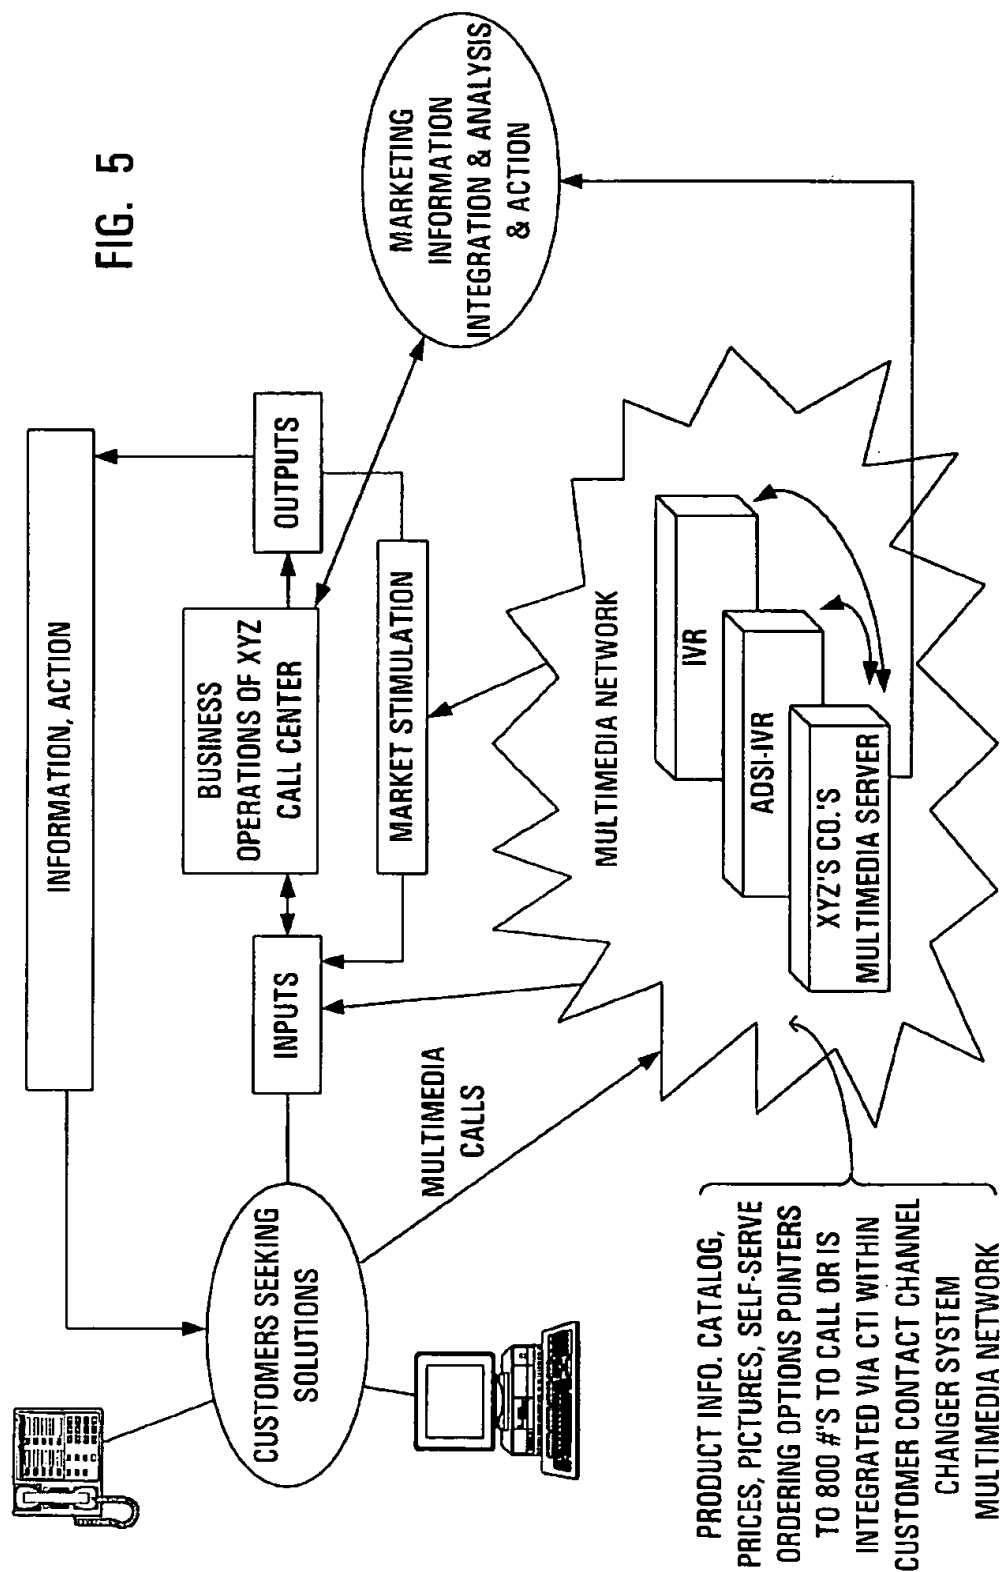 FIG. 5
INFORMATION, ACTION
CUSTOMERS SEEKING
SOLUTIONS
INPUTS
BUSINESS
OPERATIONS OF XYZ
CALL CENTER
OUTPUTS
MARKET STIMULATION
MARKETING
INFORMATION
INTEGRATION & ANALYSIS
& ACTION
MULTIMEDIA
CALLS
MULTIMEDIA NETWORK
IVR
ADSI-IVR
XYZ'S CO.'S
MULTIMEDIA SERVER
PRODUCT INFO. CATALOG,
PRICES, PICTURES, SELF-SERVE
ORDERING OPTIONS POINTERS
TO 800 #'S TO CALL OR IS
INTEGRATED VIA CTI WITHIN
CUSTOMER CONTACT CHANNEL
CHANGER SYSTEM
MULTIMEDIA NETWORK